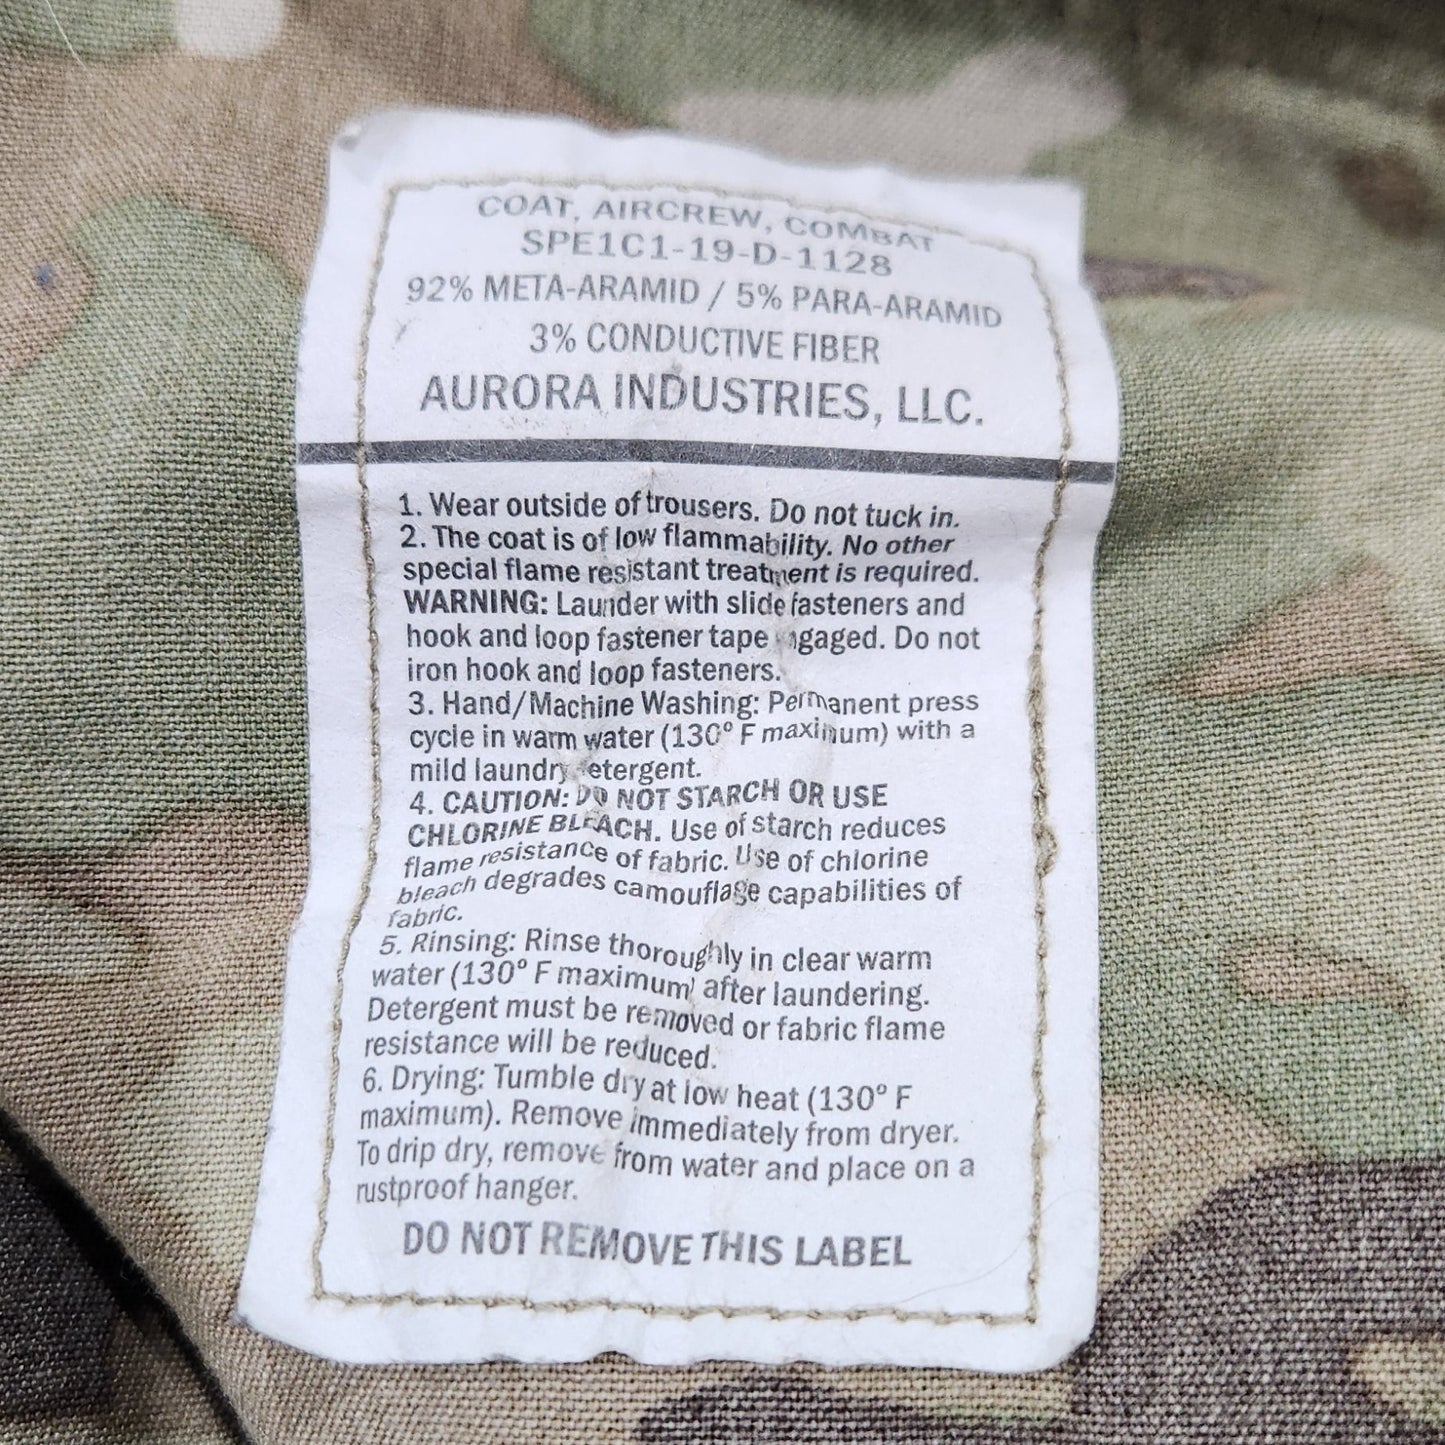 COAT, AIRCREW, COMBAT
SPE1C1-19-D-1128
92% META-ARAMID / 5% PARA-ARAMID
3% CONDUCTIVE FIBER
AURORA INDUSTRIES, LLC.
1. Wear outside of trousers. Do not tuck in.
2. The coat is of low flammability. No other
special flame resistant treatment is required.
WARNING: Launder with slide fasteners and
hook and loop fastener tape engaged. Do not
iron hook and loop fasteners.
3. Hand/Machine Washing: Permanent press
cycle in warm water (130° F maximum) with a
mild laundry detergent.
4. CAUTION: DO NOT STARCH OR USE
CHLORINE BLEACH. Use of starch reduces
flame resistance of fabric. Use of chlorine
bleach degrades camouflage capabilities of
fabric.
5. Rinsing: Rinse thoroughly in clear warm
water (130° F maximum) after laundering.
Detergent must be removed or fabric flame
resistance will be reduced.
6. Drying: Tumble dry at low heat (130° F
maximum). Remove immediately from dryer.
To drip dry, remove from water and place on a
rustproof hanger.
DO NOT REMOVE THIS LABEL